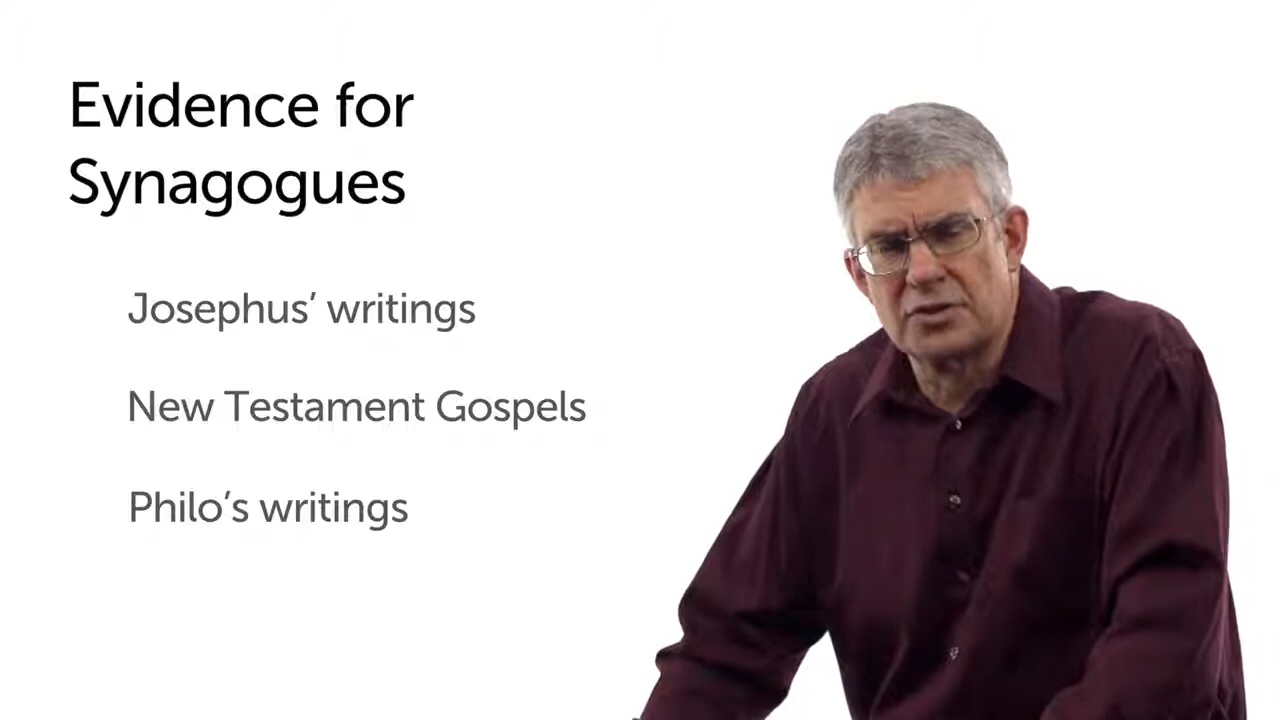 Evidence for
Synagogues
Josephus’ writings
New Testament Gospels
Philo’s writings